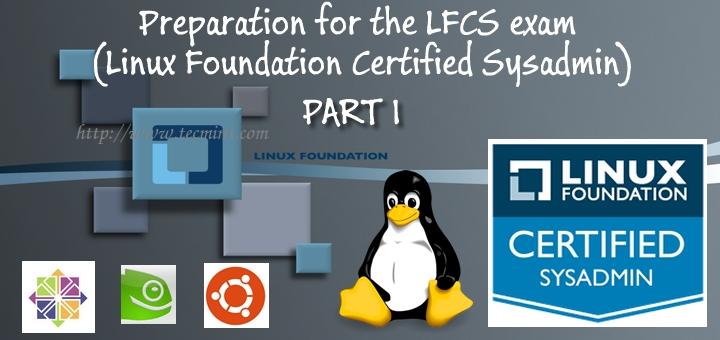 Preparation for the LFCS exam
(Linux Foundation Certified Sysadmin)
PART I
http://www.tecmint.com
LINUX FOUNDATION
LINUX
FOUNDATION
CERTIFIED
SYSADMIN